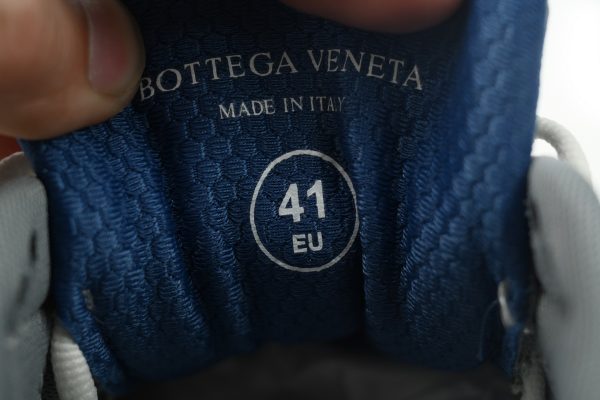 BOTTEGA VENETA
MADE IN ITALY
41
EU